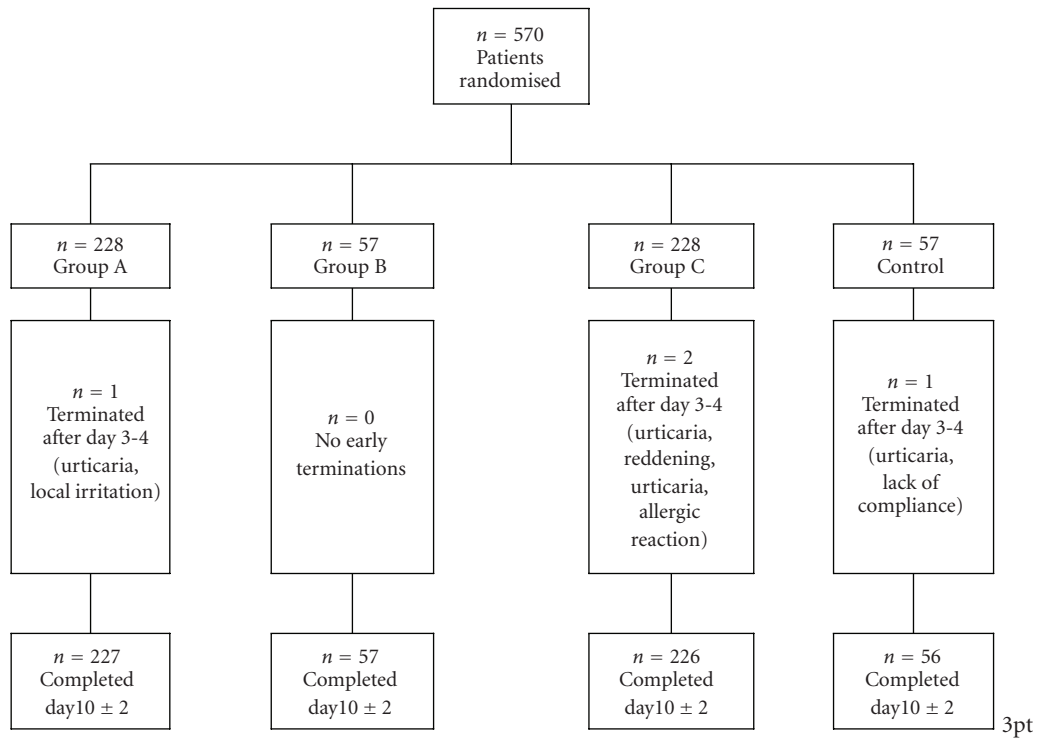 n = 570
Patients
randomised
n = 228
Group A
n = 57
Group B
n = 228
Group C
n = 57
Control
n = 1
Terminated
after day 3-4
(urticaria,
local irritation)
n = 0
No early
terminations
n = 2
Terminated
after day 3-4
(urticaria,
reddening,
urticaria,
allergic
reaction)
n = 1
Terminated
after day 3-4
(urticaria,
lack of
compliance)
n = 227
Completed
day10 ± 2
n = 57
Completed
day10 ± 2
n = 226
Completed
day10 ± 2
n = 56
Completed
day10 ± 2
3pt